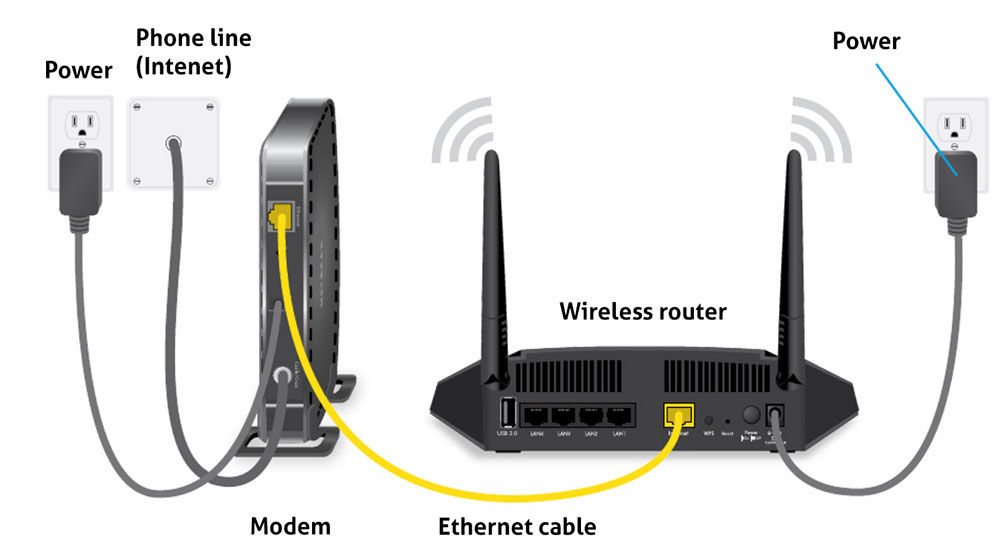 Phone line
(Intenet)
Power
Power
Wireless router
USB 2.0
LAN4
LAN3
LAN2
LAN1
WPS
Reset
Power
Modem
Ethernet cable